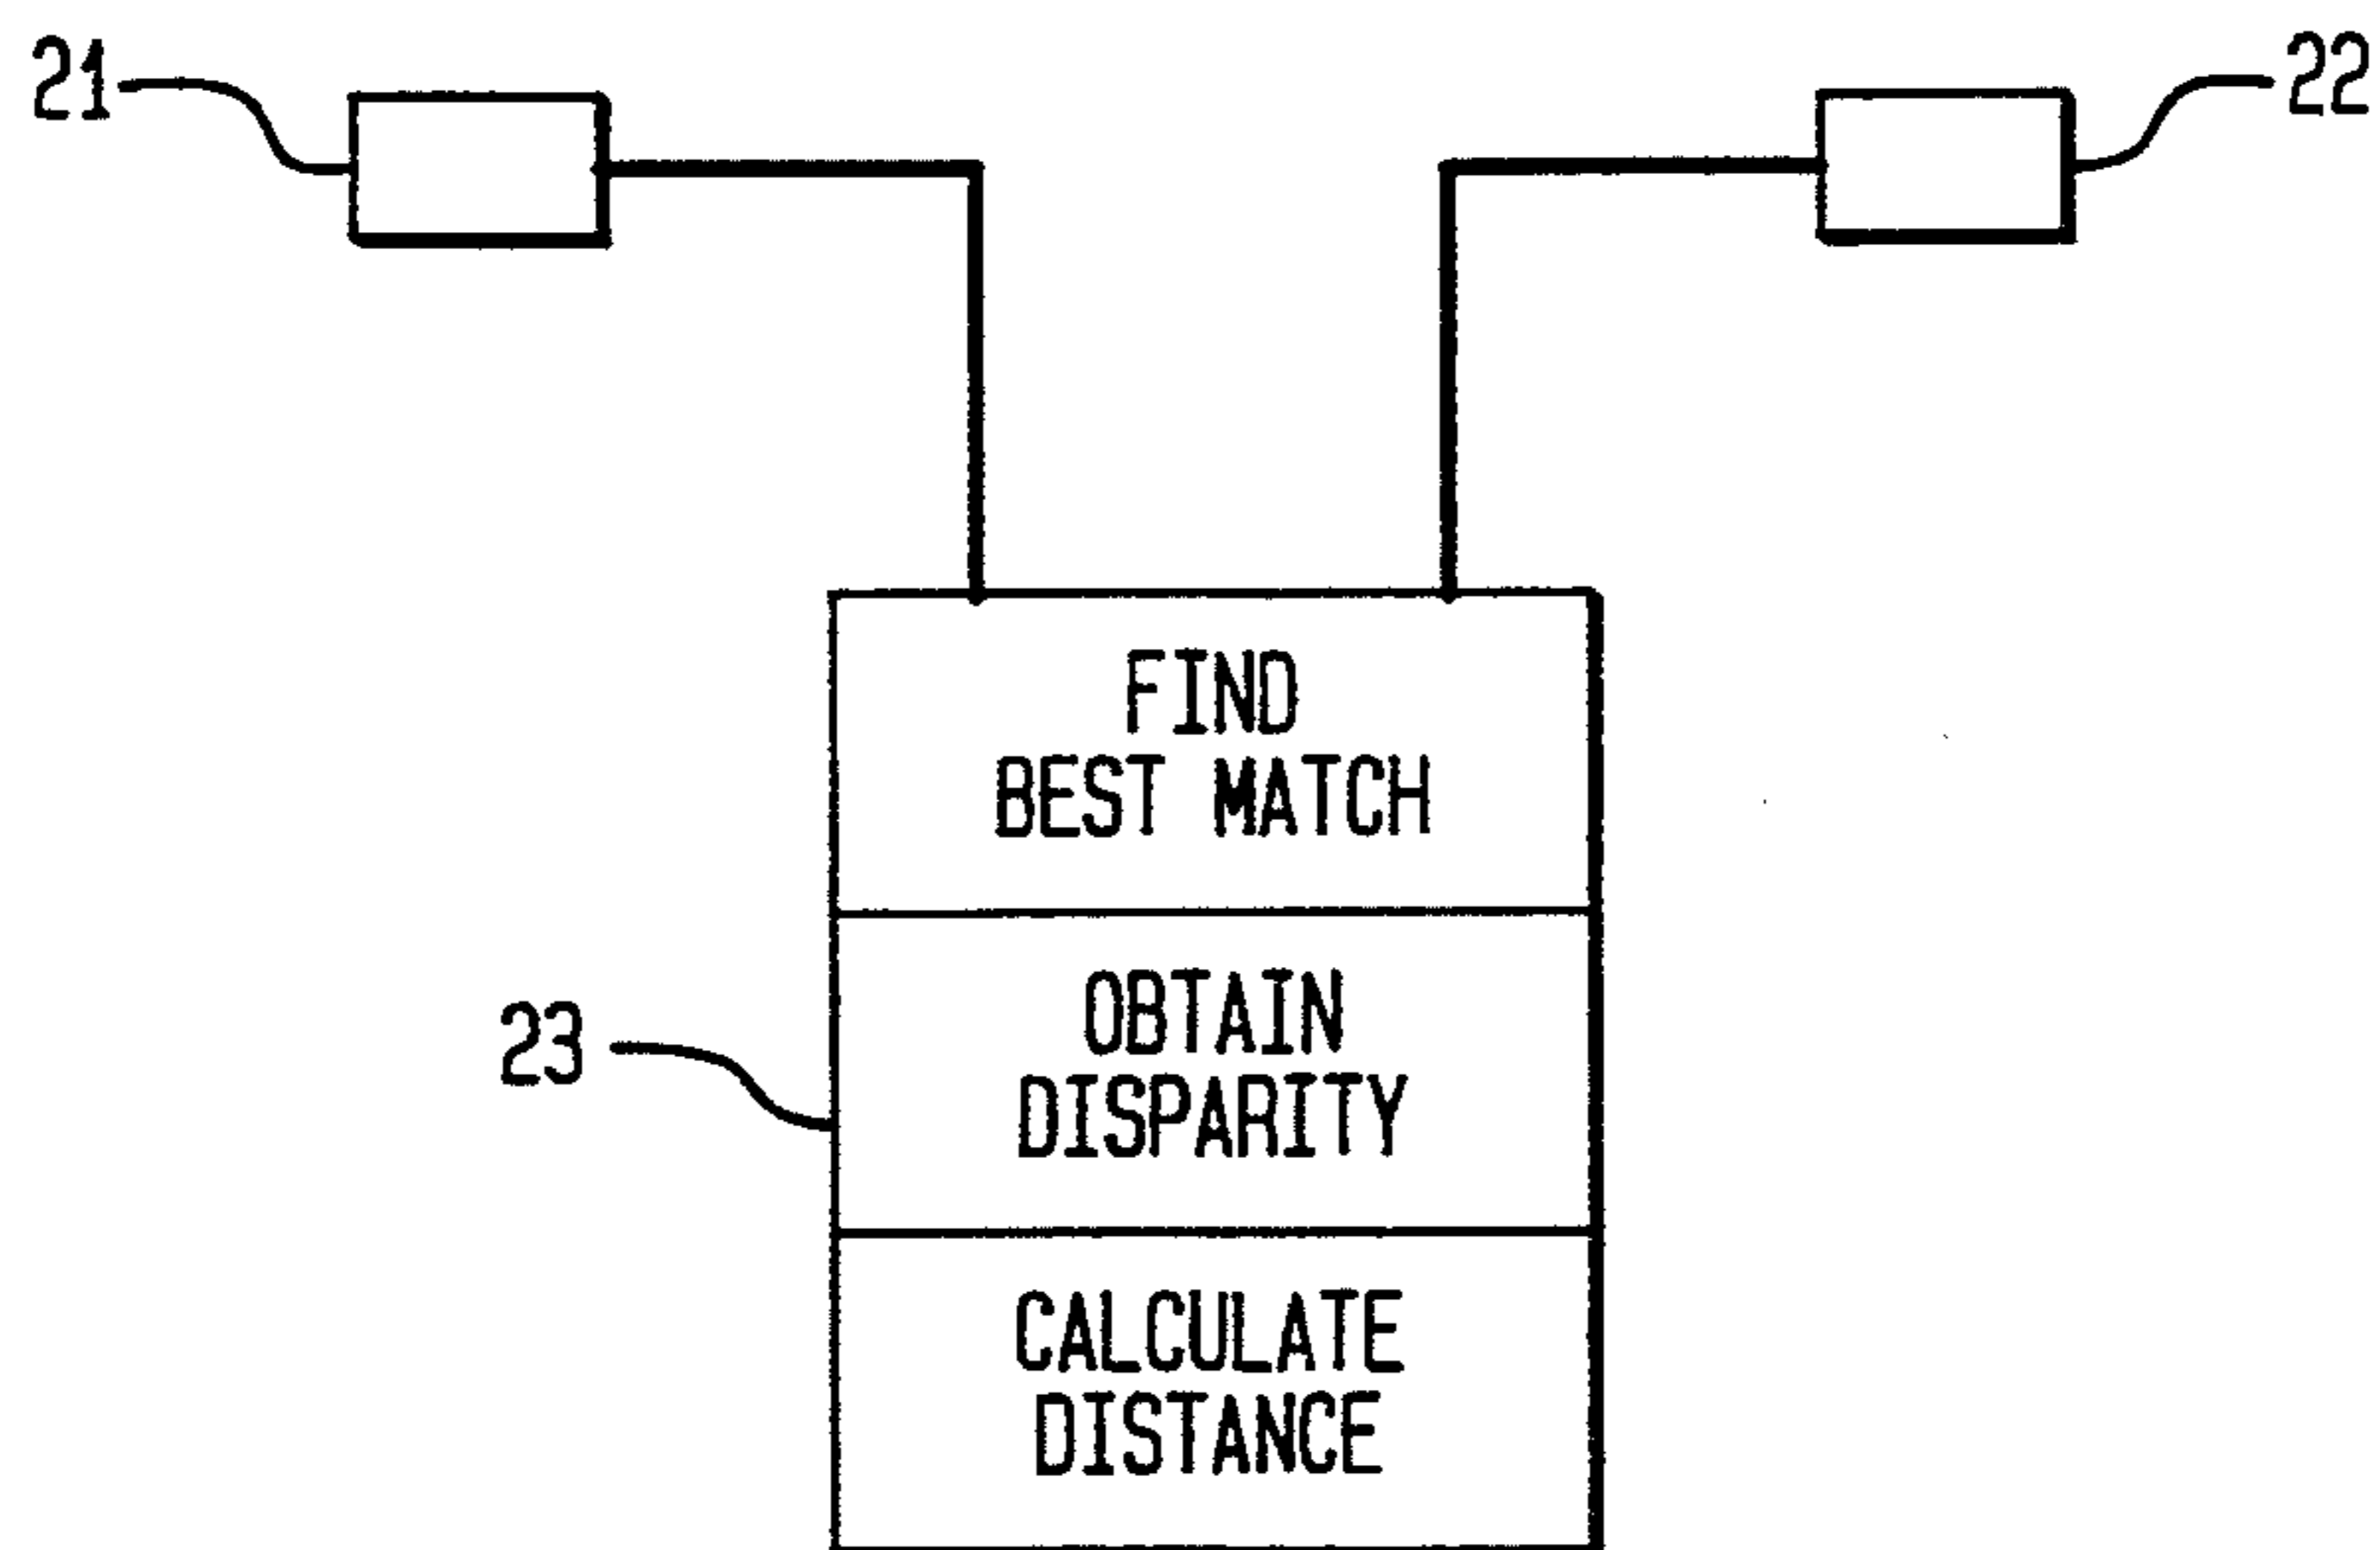 21
22
FIND
BEST MATCH
23
OBTAIN
DISPARITY
CALCULATE
DISTANCE